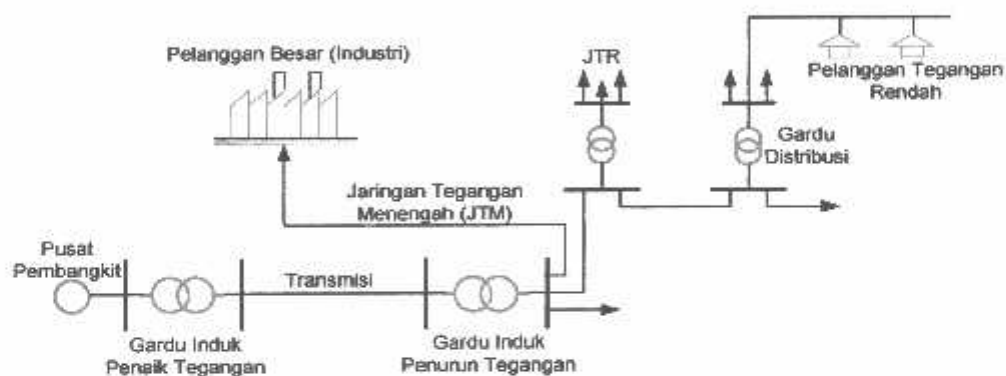 Pelanggan Besar (Industri)
JTR
Pelanggan Tegangan
Rendah
Gardu
Distribusi
Jaringan Tegangan
Menengah (JTM)
Pusat
Pembangkit
Transmisi
Gardu Induk
Penaik Tegangan
Gardu Induk
Penurun Tegangan